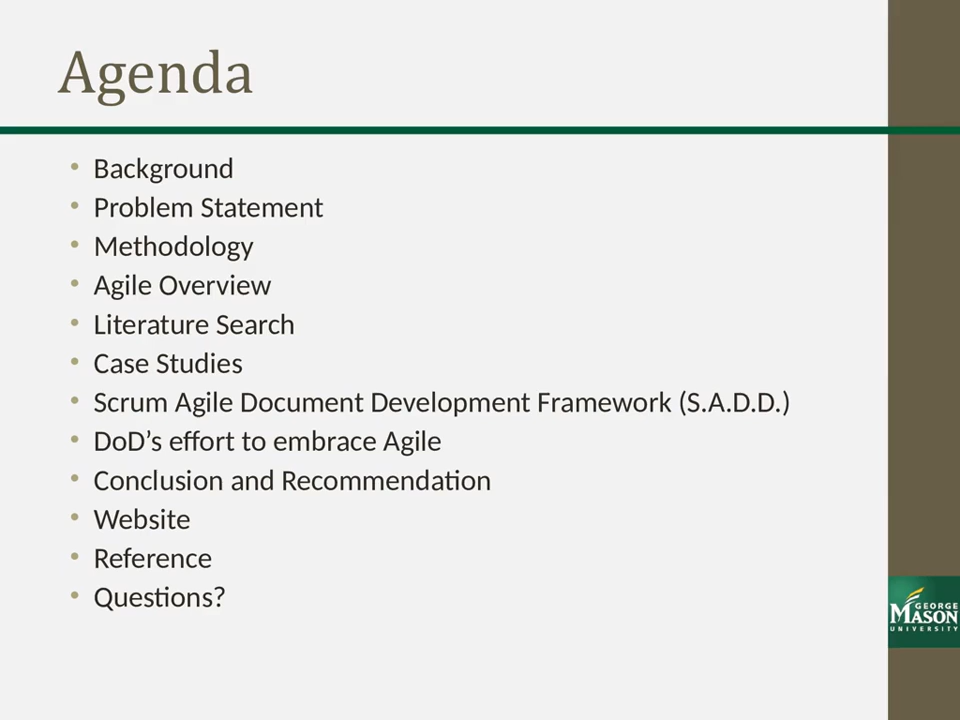 Agenda
• Background
• Problem Statement
• Methodology
• Agile Overview
• Literature Search
• Case Studies
• Scrum Agile Document Development Framework (S.A.D.D.)
• DoD’s effort to embrace Agile
• Conclusion and Recommendation
• Website
• Reference
• Questions?
GEORGE
MASON
UNIVERSITY